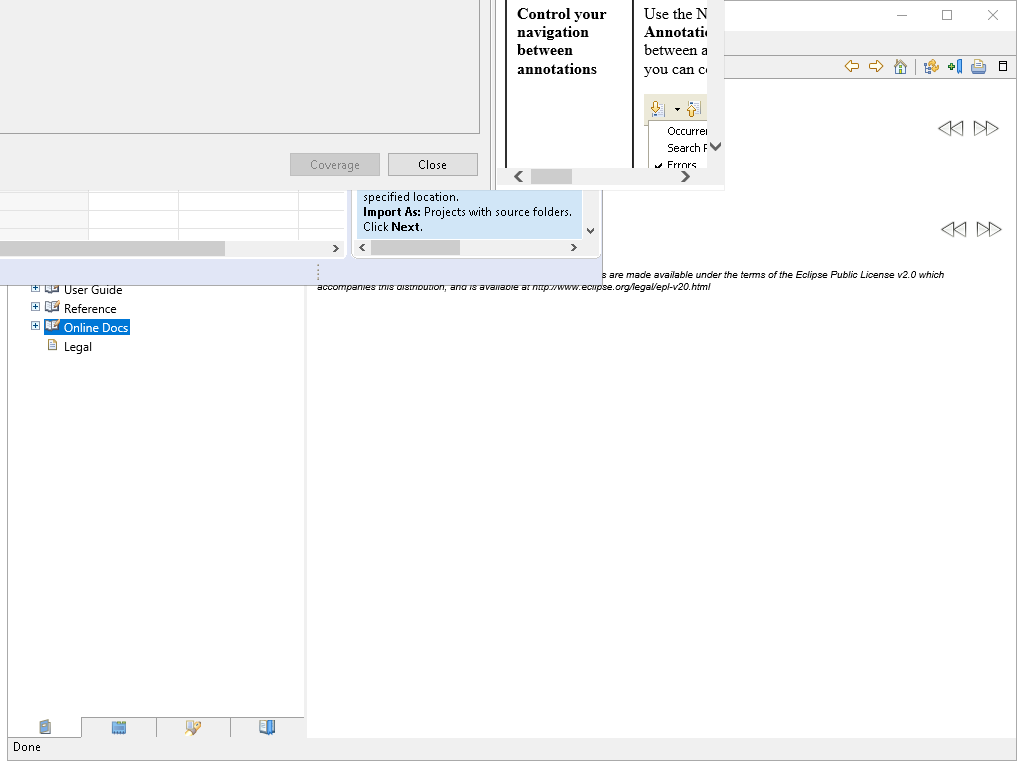 Control your
navigation
between
annotations
Use the N
Annotati
between a
you can c
Occurrer
Search F
Errors
Coverage
Close
specified location.
Import As: Projects with source folders.
Click Next.
s are made available under the terms of the Eclipse Public License v2.0 which
accompanies this distribution, and is available at http://www.eclipse.org/legal/epl-v20.html
User Guide
Reference
Online Docs
Legal
Done